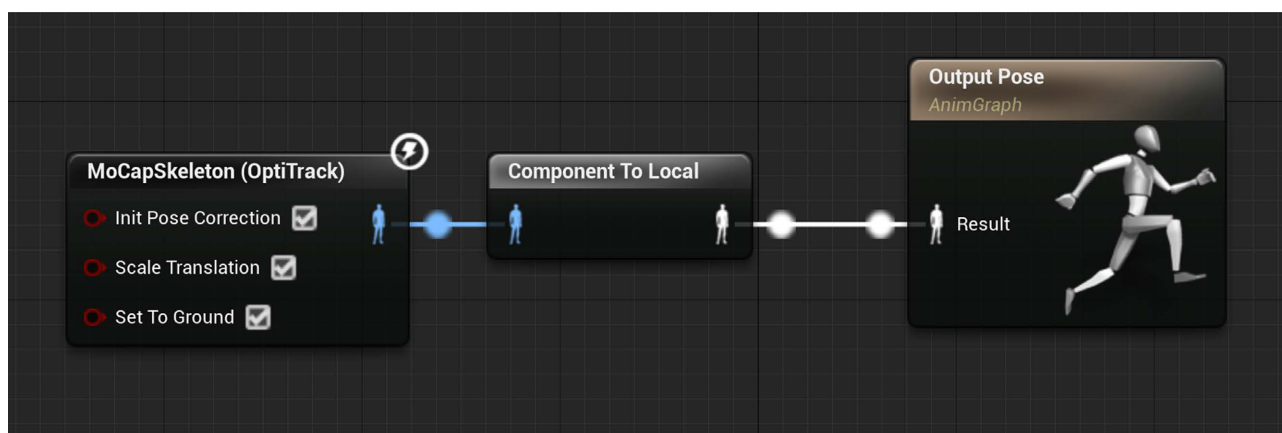 Output Pose
AnimGraph
MoCapSkeleton (OptiTrack)
Init Pose Correction
Scale Translation
Set To Ground
Component To Local
Result